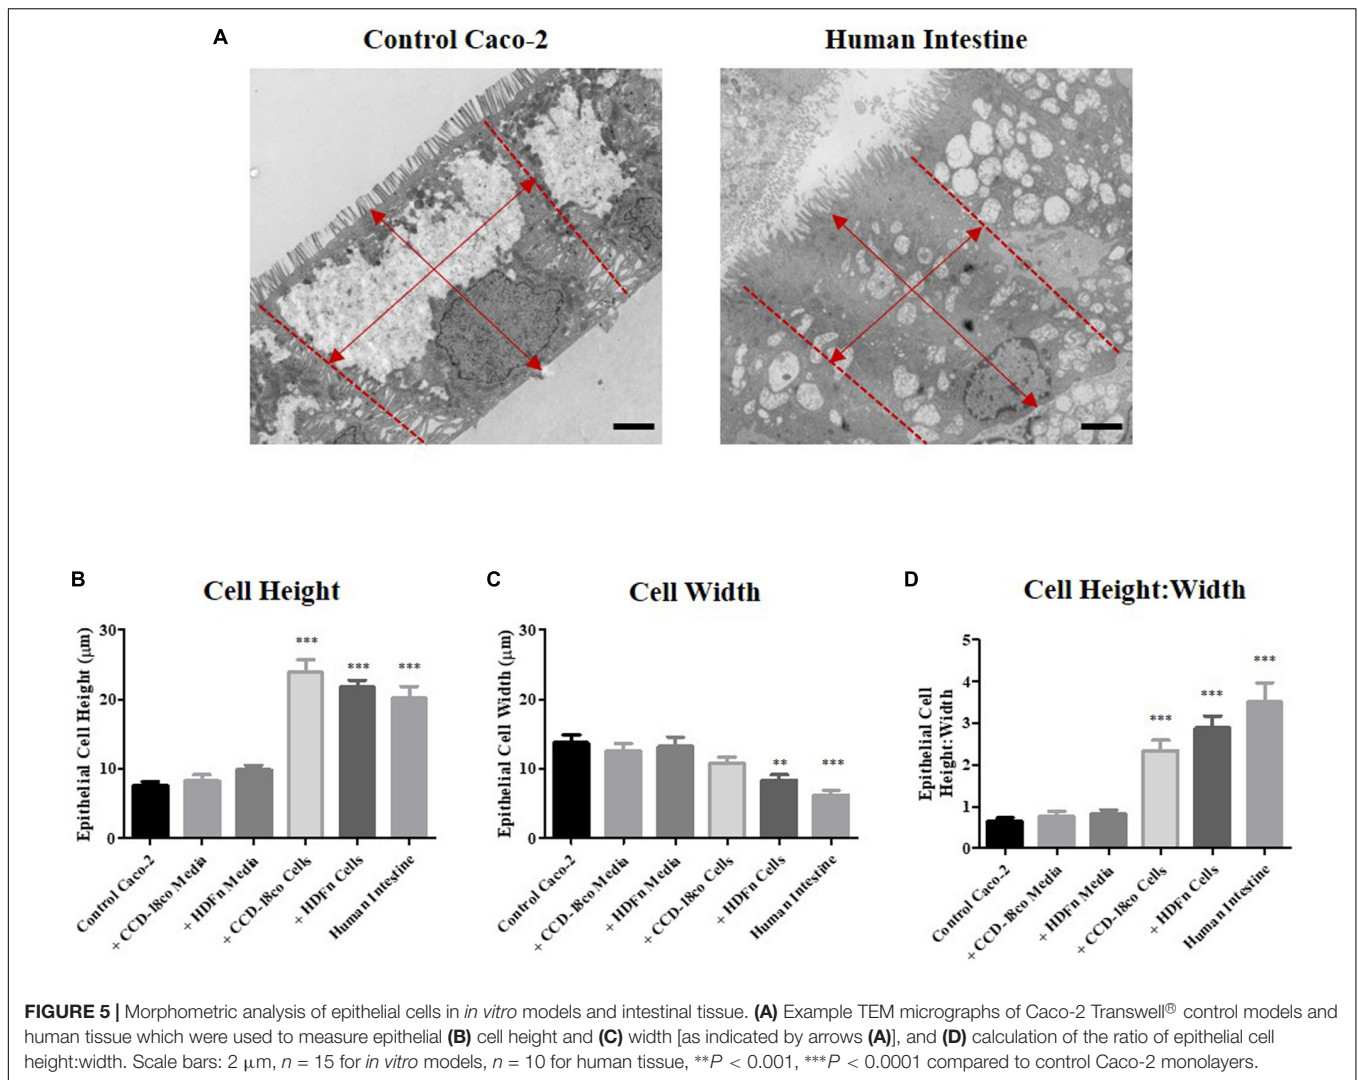 A
Control Caco-2
Human Intestine
B
Cell Height
Epithelial Cell Height (μm)
30
20
10
0
***
***
***
Control Caco-2
+ CCD-18co Media
+ HDFn Media
+ CCD-18co Cells
+ HDFn Cells
Human Intestine
C
Cell Width
Epithelial Cell Width (μm)
30
20
10
0
**
***
Control Caco-2
+ CCD-18co Media
+ HDFn Media
+ CCD-18co Cells
+ HDFn Cells
Human Intestine
D
Cell Height:Width
Epithelial Cell
Height:Width
5
4
3
2
1
0
***
***
***
Control Caco-2
+ CCD-18co Media
+ HDFn Media
+ CCD-18co Cells
+ HDFn Cells
Human Intestine
FIGURE 5 | Morphometric analysis of epithelial cells in in vitro models and intestinal tissue. (A) Example TEM micrographs of Caco-2 Transwell® control models and
human tissue which were used to measure epithelial (B) cell height and (C) width [as indicated by arrows (A)], and (D) calculation of the ratio of epithelial cell
height:width. Scale bars: 2 μm, n = 15 for in vitro models, n = 10 for human tissue, **P < 0.001, ***P < 0.0001 compared to control Caco-2 monolayers.